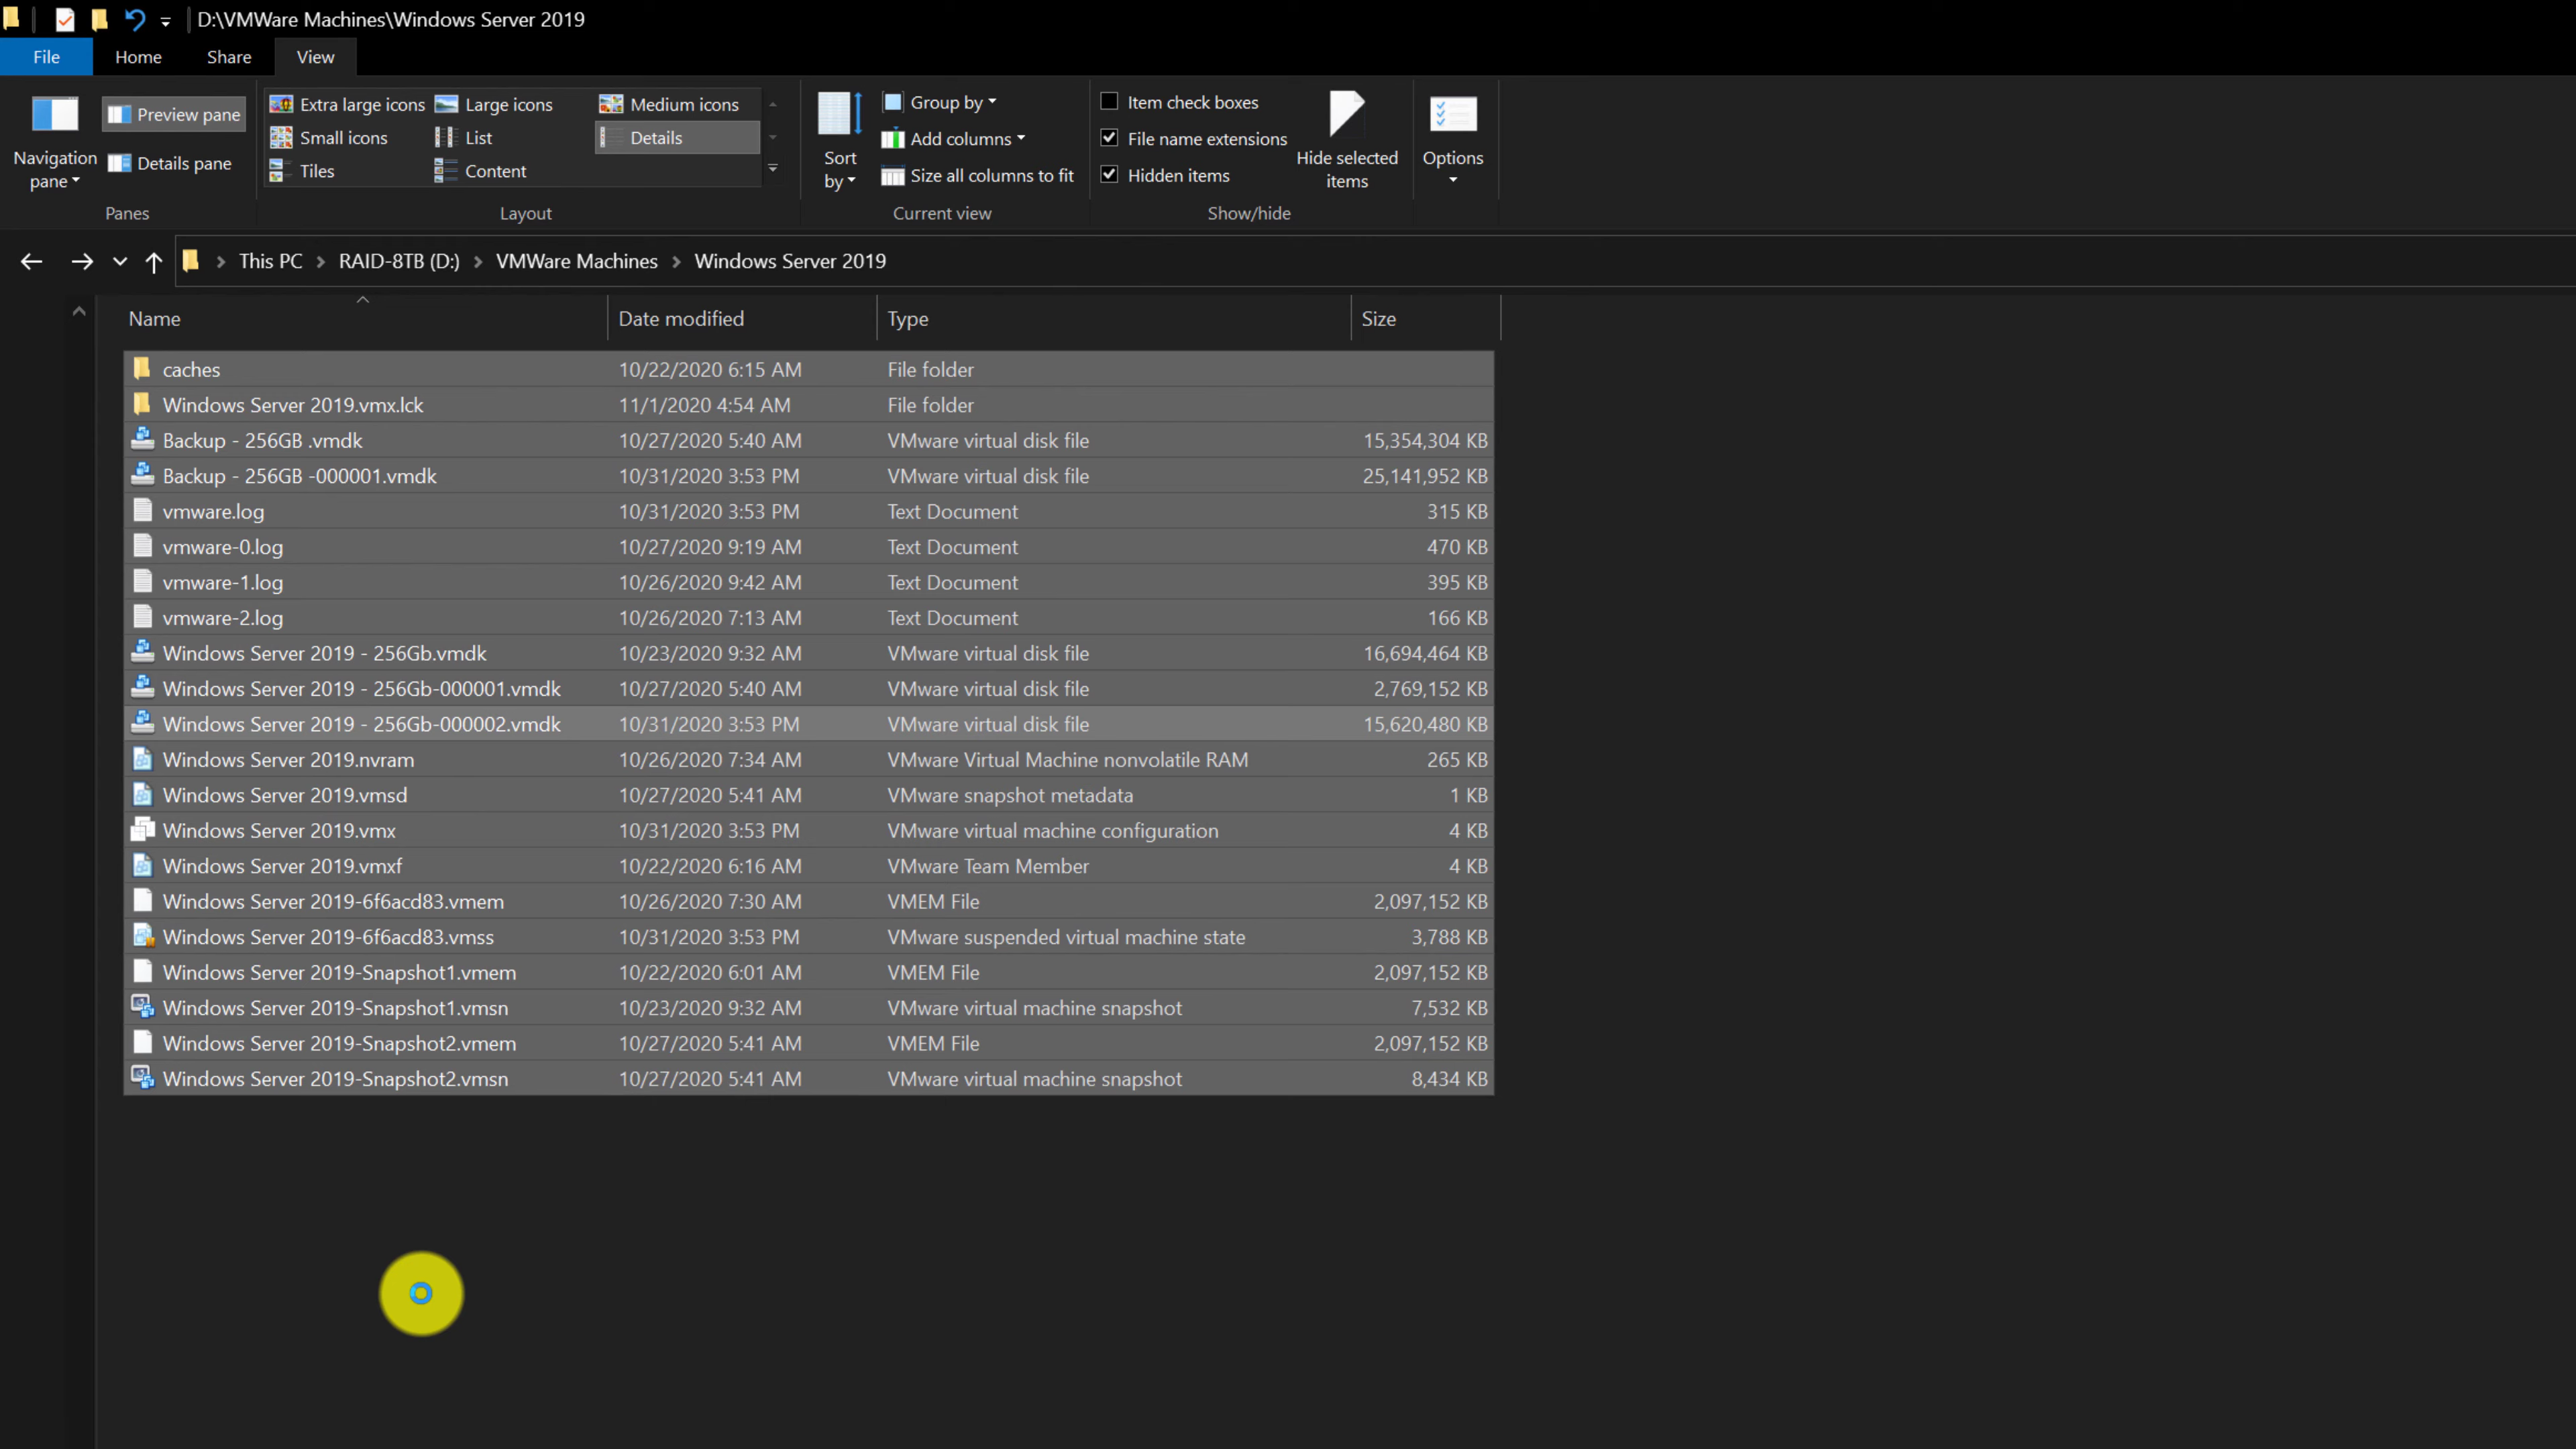 D:\VMWare Machines\Windows Server 2019
File Home Share View
Navigation pane
Preview pane
Details pane
Panes
Extra large icons Large icons Medium icons
Small icons List Details
Tiles Content
Layout
Sort by
Group by
Add columns
Size all columns to fit
Current view
Item check boxes
File name extensions
Hidden items
Hide selected items
Show/hide
Options
This PC RAID-8TB (D:) VMWare Machines Windows Server 2019
Name Date modified Type Size
caches 10/22/2020 6:15 AM File folder
Windows Server 2019.vmx.lck 11/1/2020 4:54 AM File folder
Backup - 256GB .vmdk 10/27/2020 5:40 AM VMware virtual disk file 15,354,304 KB
Backup - 256GB -000001.vmdk 10/31/2020 3:53 PM VMware virtual disk file 25,141,952 KB
vmware.log 10/31/2020 3:53 PM Text Document 315 KB
vmware-0.log 10/27/2020 9:19 AM Text Document 470 KB
vmware-1.log 10/26/2020 9:42 AM Text Document 395 KB
vmware-2.log 10/26/2020 7:13 AM Text Document 166 KB
Windows Server 2019 - 256Gb.vmdk 10/23/2020 9:32 AM VMware virtual disk file 16,694,464 KB
Windows Server 2019 - 256Gb-000001.vmdk 10/27/2020 5:40 AM VMware virtual disk file 2,769,152 KB
Windows Server 2019 - 256Gb-000002.vmdk 10/31/2020 3:53 PM VMware virtual disk file 15,620,480 KB
Windows Server 2019.nvram 10/26/2020 7:34 AM VMware Virtual Machine nonvolatile RAM 265 KB
Windows Server 2019.vmsd 10/27/2020 5:41 AM VMware snapshot metadata 1 KB
Windows Server 2019.vmx 10/31/2020 3:53 PM VMware virtual machine configuration 4 KB
Windows Server 2019.vmxf 10/22/2020 6:16 AM VMware Team Member 4 KB
Windows Server 2019-6f6acd83.vmem 10/26/2020 7:30 AM VMEM File 2,097,152 KB
Windows Server 2019-6f6acd83.vmss 10/31/2020 3:53 PM VMware suspended virtual machine state 3,788 KB
Windows Server 2019-Snapshot1.vmem 10/22/2020 6:01 AM VMEM File 2,097,152 KB
Windows Server 2019-Snapshot1.vmsn 10/23/2020 9:32 AM VMware virtual machine snapshot 7,532 KB
Windows Server 2019-Snapshot2.vmem 10/27/2020 5:41 AM VMEM File 2,097,152 KB
Windows Server 2019-Snapshot2.vmsn 10/27/2020 5:41 AM VMware virtual machine snapshot 8,434 KB